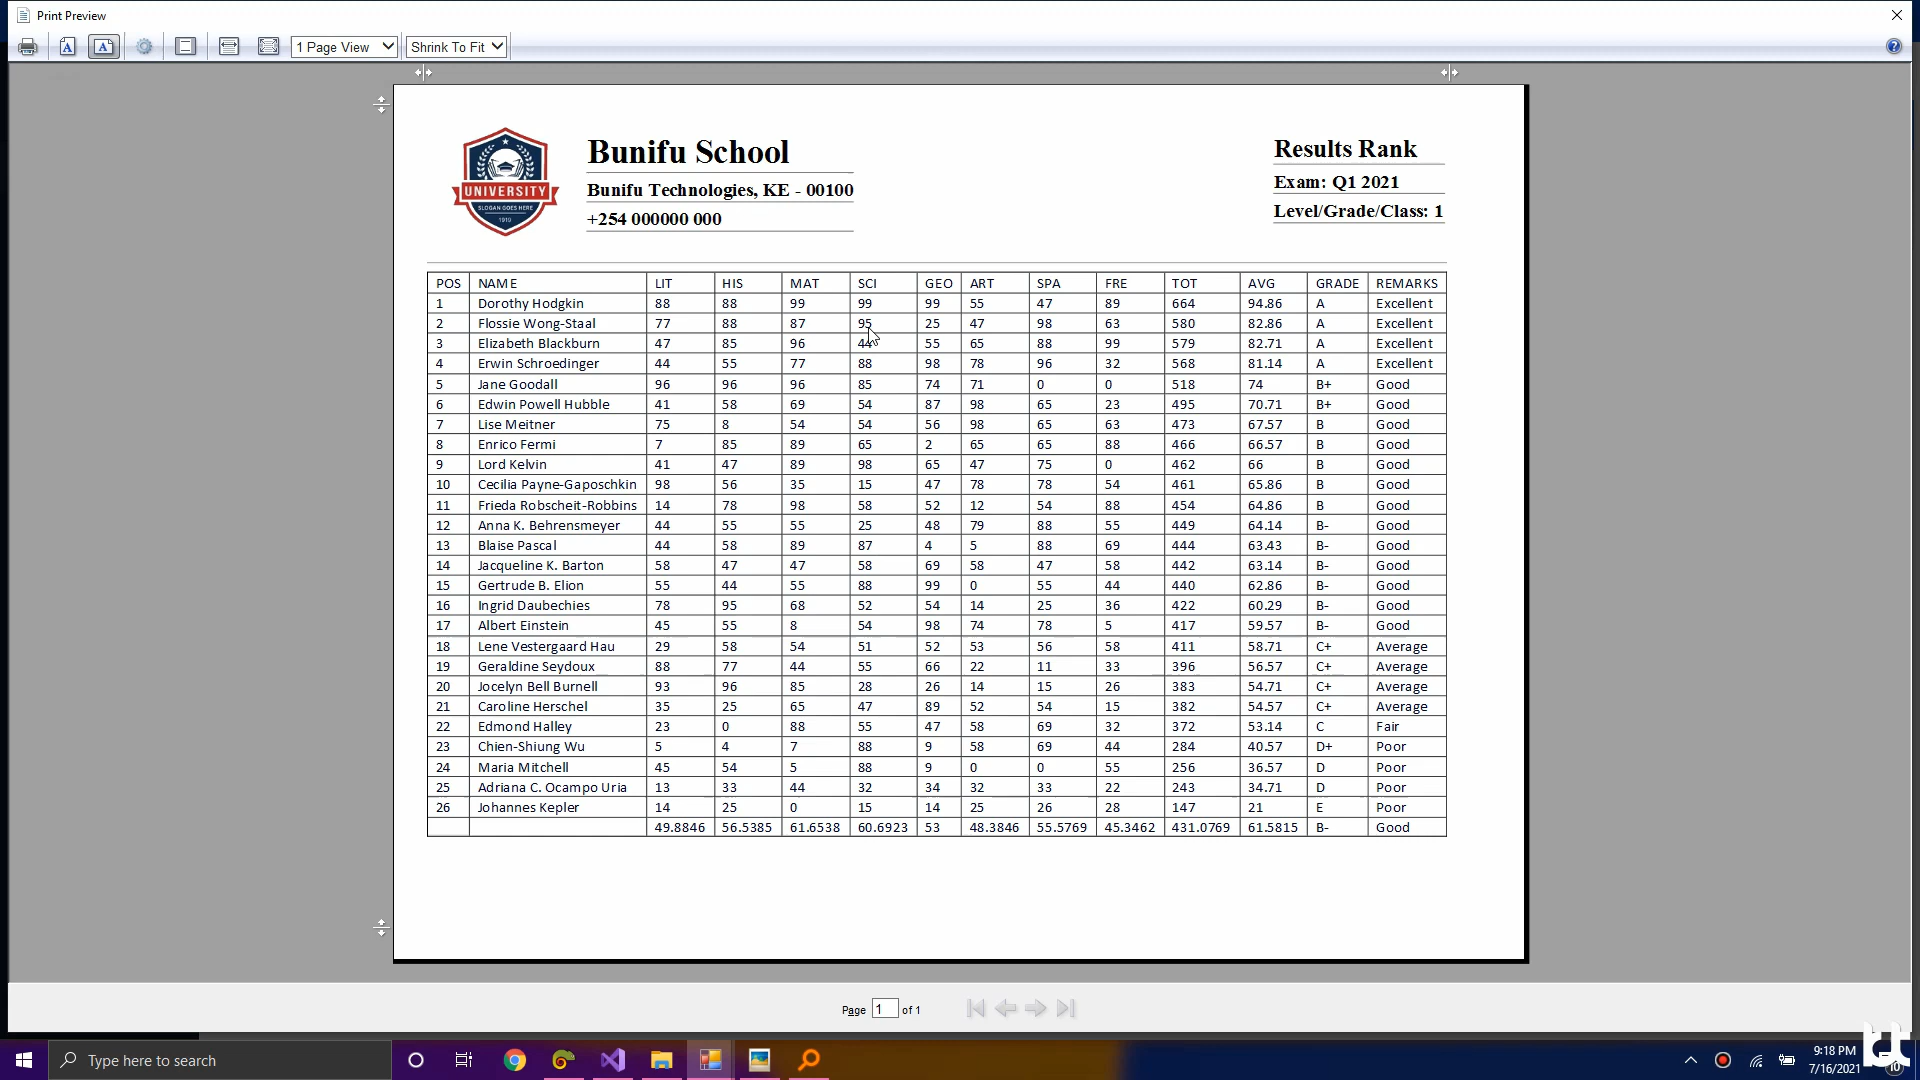 Print Preview
1 Page View
Shrink To Fit
UNIVERSITY
SLOGAN GOES HERE
1910
Bunifu School
Bunifu Technologies, KE - 00100
+254 000000 000
Results Rank
Exam: Q1 2021
Level/Grade/Class: 1
POS NAME LIT HIS MAT SCI GEO ART SPA FRE TOT AVG GRADE REMARKS
1 Dorothy Hodgkin 88 88 99 99 99 55 47 89 664 94.86 A Excellent
2 Flossie Wong-Staal 77 88 87 95 25 47 98 63 580 82.86 A Excellent
3 Elizabeth Blackburn 47 85 96 44 55 65 88 99 579 82.71 A Excellent
4 Erwin Schroedinger 44 55 77 88 98 78 96 32 568 81.14 A Excellent
5 Jane Goodall 96 96 96 85 74 71 0 0 518 74 B+ Good
6 Edwin Powell Hubble 41 58 69 54 87 98 65 23 495 70.71 B+ Good
7 Lise Meitner 75 8 54 54 56 98 65 63 473 67.57 B Good
8 Enrico Fermi 7 85 89 65 2 65 65 88 466 66.57 B Good
9 Lord Kelvin 41 47 89 98 65 47 75 0 462 66 B Good
10 Cecilia Payne-Gaposchkin 98 56 35 15 47 78 78 54 461 65.86 B Good
11 Frieda Robscheit-Robbins 14 78 98 58 52 12 54 88 454 64.86 B Good
12 Anna K. Behrensmeyer 44 55 55 25 48 79 88 55 449 64.14 B- Good
13 Blaise Pascal 44 58 89 87 4 5 88 69 444 63.43 B- Good
14 Jacqueline K. Barton 58 47 47 58 69 58 47 58 442 63.14 B- Good
15 Gertrude B. Elion 55 44 55 88 99 0 55 44 440 62.86 B- Good
16 Ingrid Daubechies 78 95 68 52 54 14 25 36 422 60.29 B- Good
17 Albert Einstein 45 55 8 54 98 74 78 5 417 59.57 B- Good
18 Lene Vestergaard Hau 29 58 54 51 52 53 56 58 411 58.71 C+ Average
19 Geraldine Seydoux 88 77 44 55 66 22 11 33 396 56.57 C+ Average
20 Jocelyn Bell Burnell 93 96 85 28 26 14 15 26 383 54.71 C+ Average
21 Caroline Herschel 35 25 65 47 89 52 54 15 382 54.57 C+ Average
22 Edmond Halley 23 0 88 55 47 58 69 32 372 53.14 C Fair
23 Chien-Shiung Wu 5 4 7 88 9 58 69 44 284 40.57 D+ Poor
24 Maria Mitchell 45 54 5 88 9 0 0 55 256 36.57 D Poor
25 Adriana C. Ocampo Uria 13 33 44 32 34 32 33 22 243 34.71 D Poor
26 Johannes Kepler 14 25 0 15 14 25 26 28 147 21 E Poor
49.8846 56.5385 61.6538 60.6923 53 48.3846 55.5769 45.3462 431.0769 61.5815 B- Good
Page 1 of 1
Type here to search
9:18 PM
7/16/2021